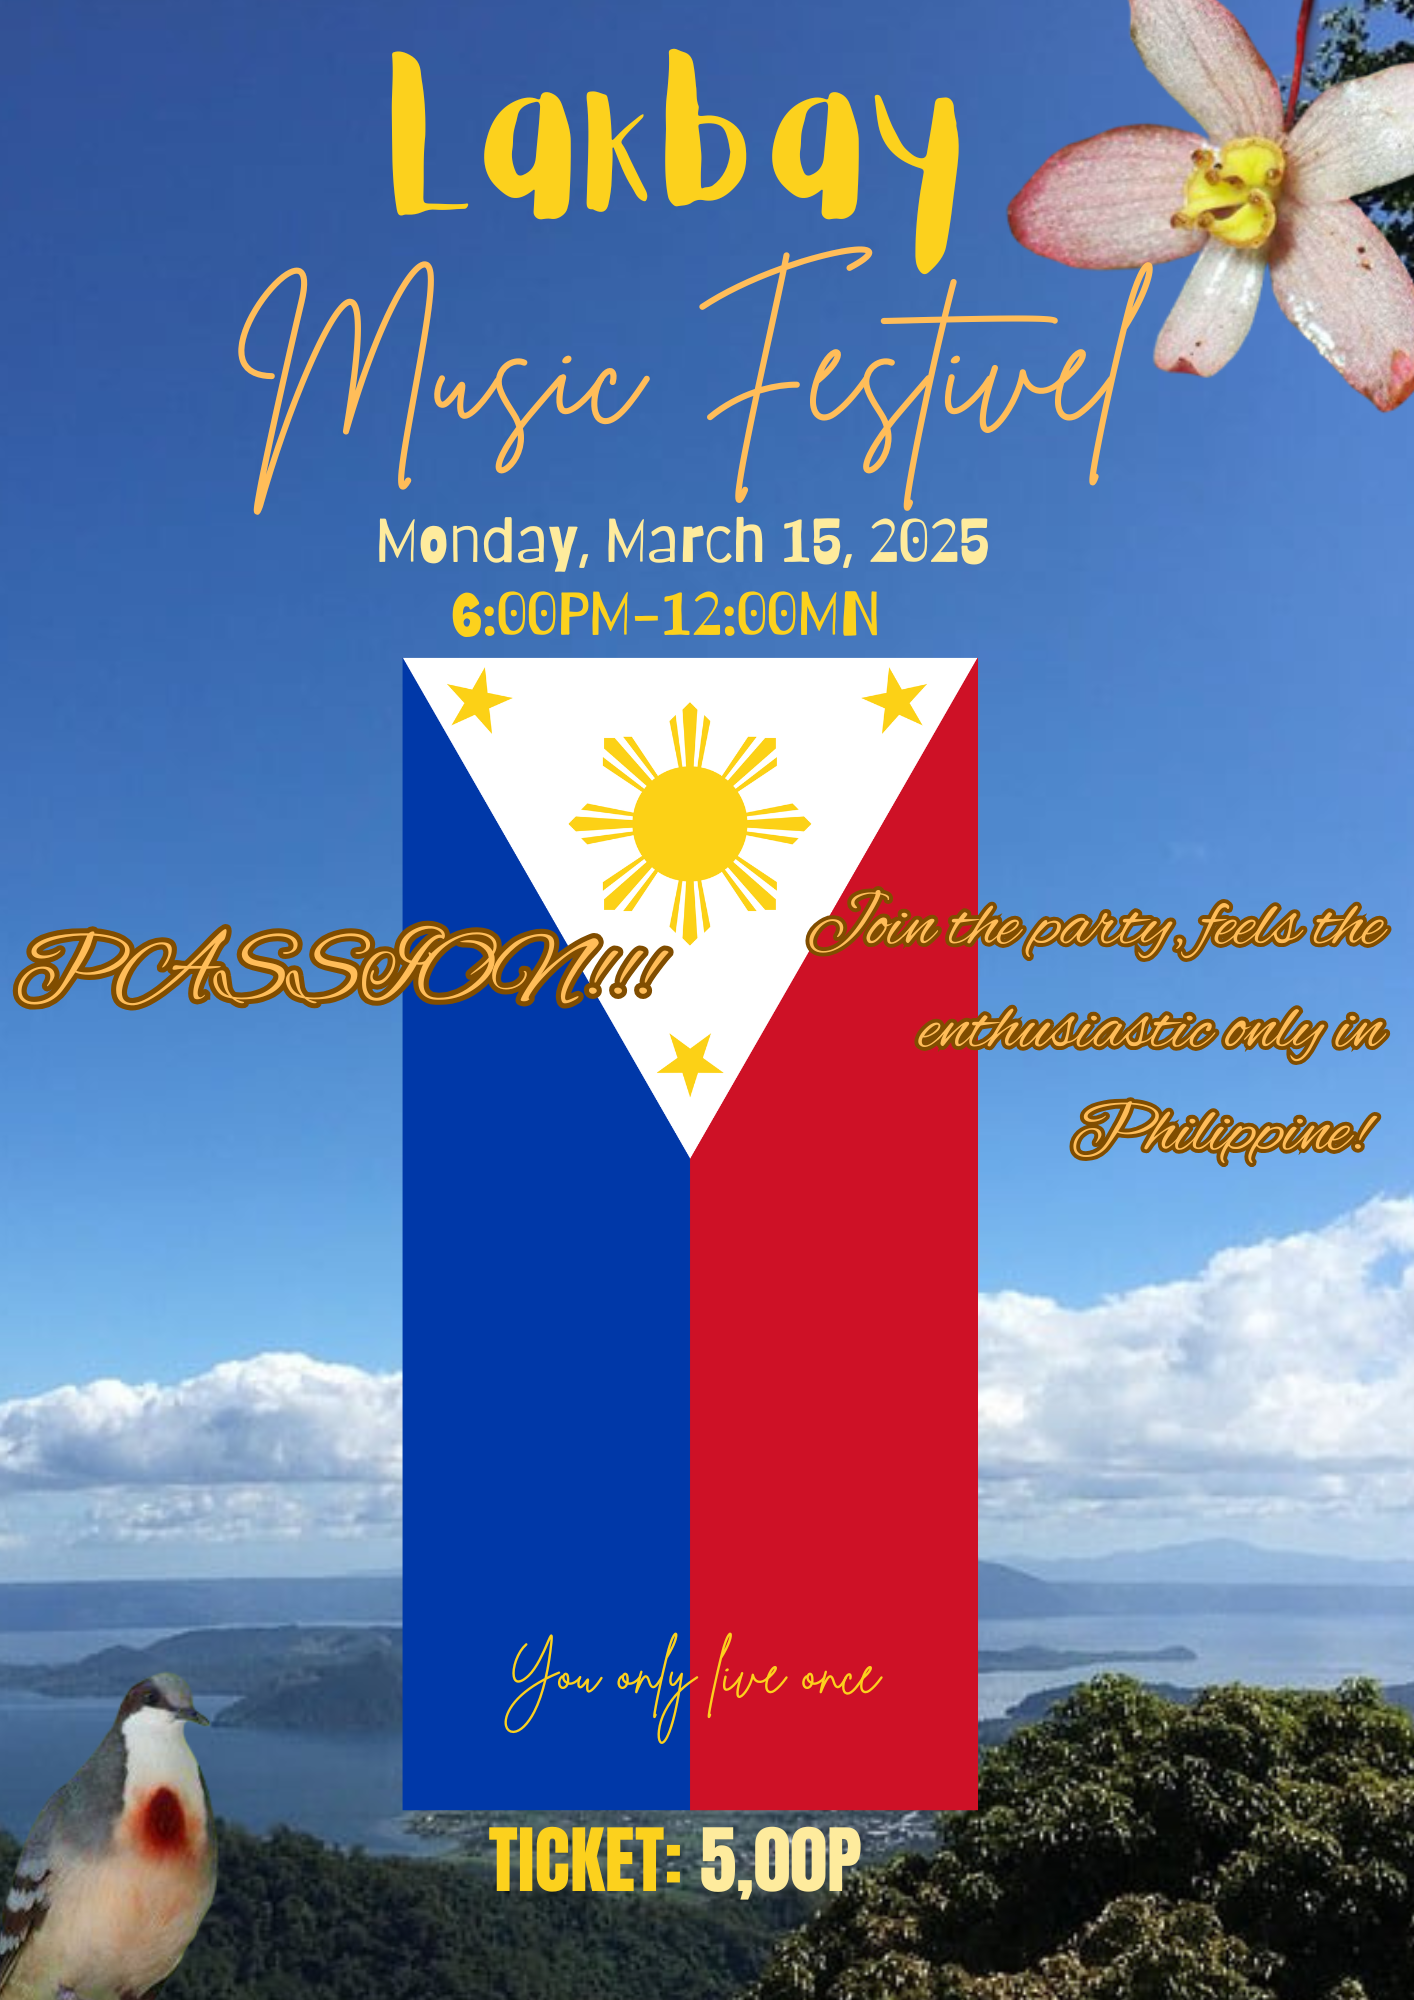 Lakbay
Music Festivel
Monday, March 15, 2025
6:00PM-12:00MN
PASSION!!!
Join the party, feels the
enthusiastic only in
Philippine!
You only live once
TICKET: 5,00P